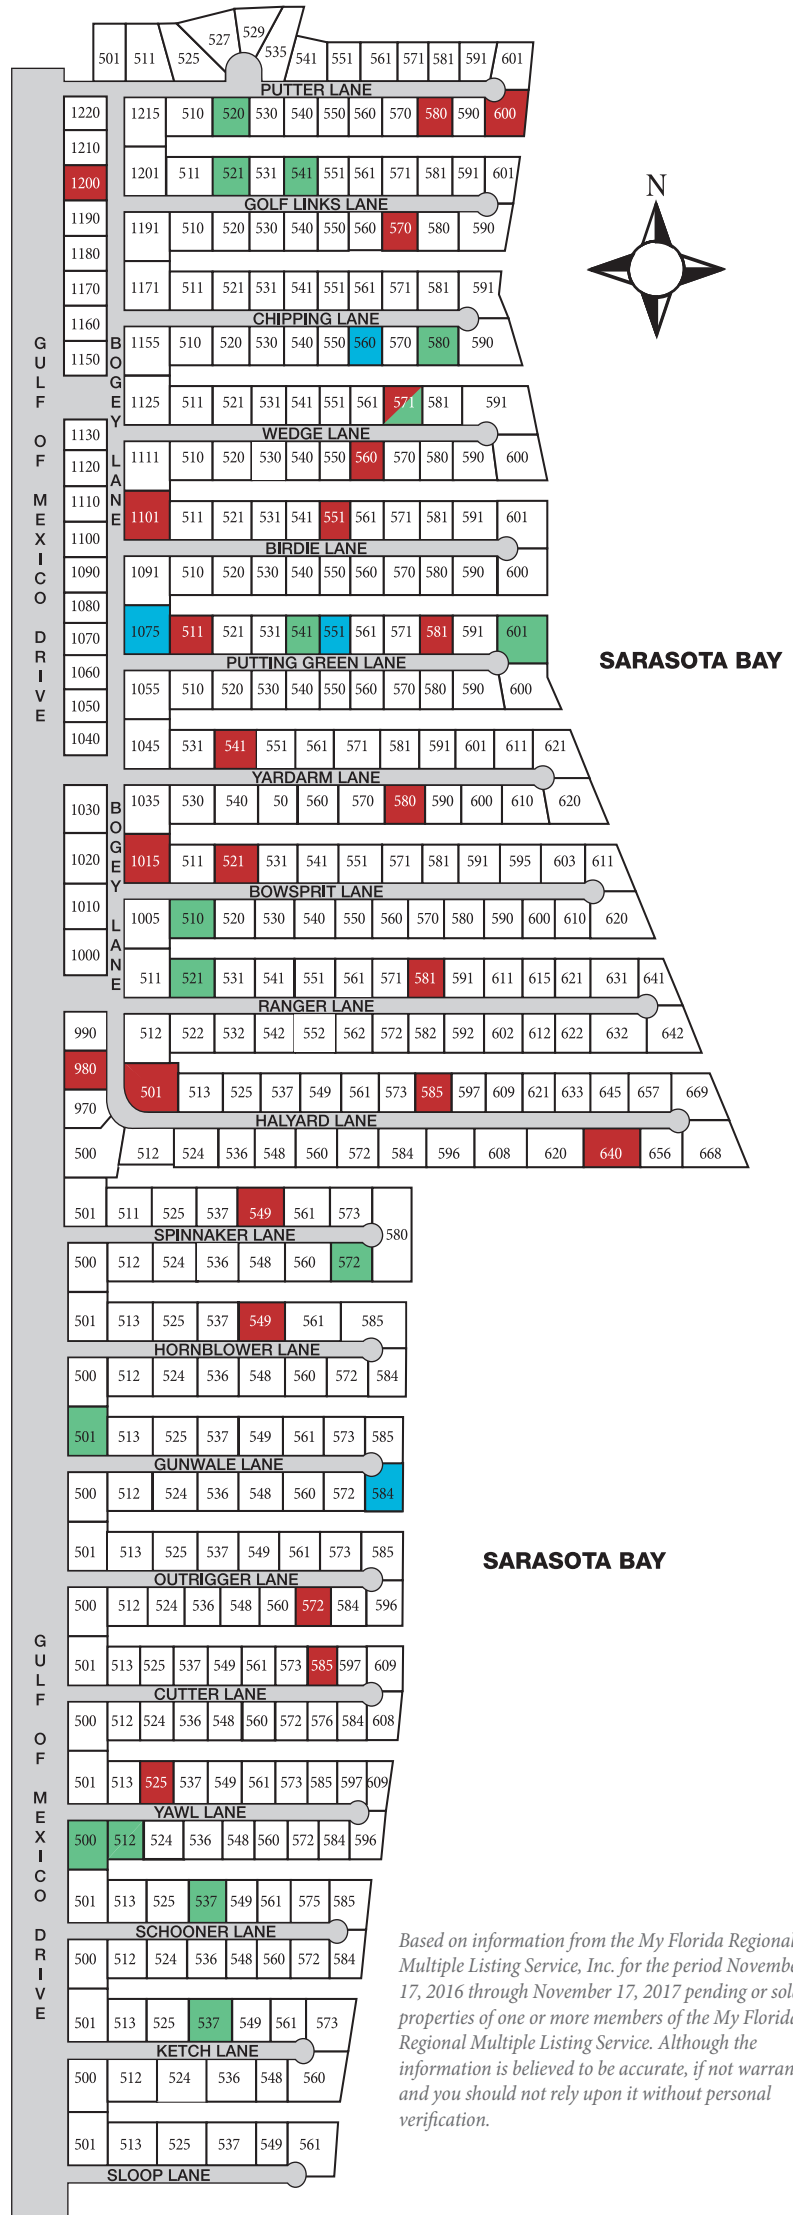 501 511 525 527 529 535 541 551 561 571 581 591 601
PUTTER LANE
1220 1215 510 520 530 540 550 560 570 580 590 600
1210
1200 1201 511 521 531 541 551 561 571 581 591 601
GOLF LINKS LANE
1190 1191 510 520 530 540 550 560 570 580 590
1180
1170 1171 511 521 531 541 551 561 571 581 591
CHIPPING LANE
1160 1155 510 520 530 540 550 560 570 580 590
1150
1125 511 521 531 541 551 561 571 581 591
WEDGE LANE
1130
1120 1111 510 520 530 540 550 560 570 580 590 600
1110 1101 511 521 531 541 551 561 571 581 591 601
1100
BIRDIE LANE
1090 1091 510 520 530 540 550 560 570 580 590 600
1080
1070 1075 511 521 531 541 551 561 571 581 591 601
PUTTING GREEN LANE
1060
1050 1055 510 520 530 540 550 560 570 580 590 600
1040 1045 531 541 551 561 571 581 591 601 611 621
YARDARM LANE
1030 1035 530 540 50 560 570 580 590 600 610 620
1020 1015 511 521 531 541 551 571 581 591 595 603 611
BOWSPRIT LANE
1010 1005 510 520 530 540 550 560 570 580 590 600 610 620
1000
511 521 531 541 551 561 571 581 591 611 615 621 631 641
RANGER LANE
990 512 522 532 542 552 562 572 582 592 602 612 622 632 642
980
970 501 513 525 537 549 561 573 585 597 609 621 633 645 657 669
HALYARD LANE
500 512 524 536 548 560 572 584 596 608 620 640 656 668
501 511 525 537 549 561 573 580
SPINNAKER LANE
500 512 524 536 548 560 572
501 513 525 537 549 561 585
HORNBLOWER LANE
500 512 524 536 548 560 572 584
501 513 525 537 549 561 573 585
GUNWALE LANE
500 512 524 536 548 560 572 584
501 513 525 537 549 561 573 585
OUTRIGGER LANE
500 512 524 536 548 560 572 584 596
501 513 525 537 549 561 573 585 597 609
CUTTER LANE
500 512 524 536 548 560 572 576 584 608
501 513 525 537 549 561 573 585 597 609
YAWL LANE
500 512 524 536 548 560 572 584 596
501 513 525 537 549 561 575 585
SCHOONER LANE
500 512 524 536 548 560 572 584
501 513 525 537 549 561 573
KETCH LANE
500 512 524 536 548 560
501 513 525 537 549 561
SLOOP LANE
GULF OF MEXICO DRIVE
BOGEY LANE
BOGEY LANE
GULF OF MEXICO DRIVE
N
SARASOTA BAY
SARASOTA BAY
Based on information from the My Florida Regional
Multiple Listing Service, Inc. for the period Novembe
17, 2016 through November 17, 2017 pending or sol
properties of one or more members of the My Florida
Regional Multiple Listing Service. Although the
information is believed to be accurate, if not warran
and you should not rely upon it without personal
verification.